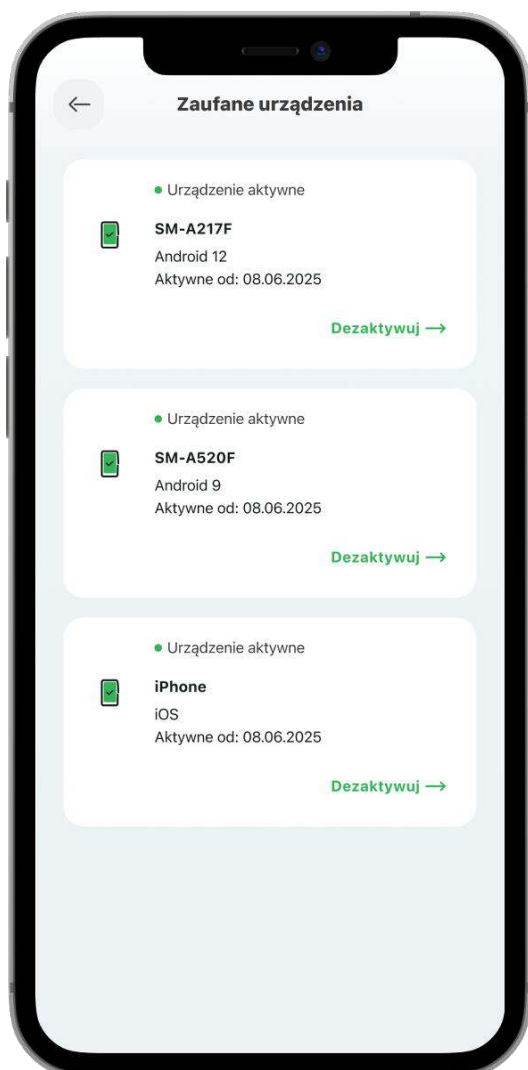 Zaufane urządzenia
Urządzenie aktywne
SM-A217F
Android 12
Aktywne od: 08.06.2025
Dezaktywuj
Urządzenie aktywne
SM-A520F
Android 9
Aktywne od: 08.06.2025
Dezaktywuj
Urządzenie aktywne
iPhone
iOS
Aktywne od: 08.06.2025
Dezaktywuj